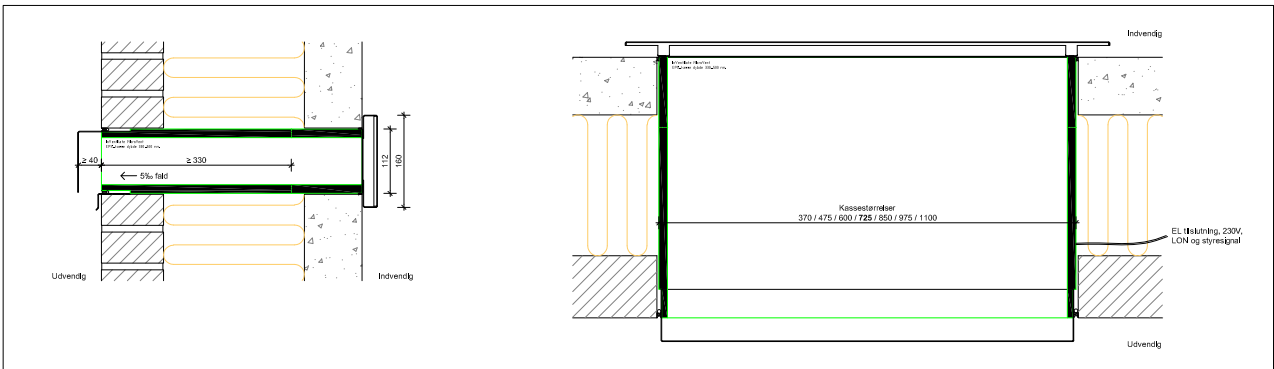 ≥ 40
≥ 330
5‰ fald
112
160
Udvendig
Indvendig
Indvendig
Kassestørrelser
370 / 475 / 600 / 725 / 850 / 975 / 1100
EL tilslutning, 230V,
LON og styresignal
Udvendig